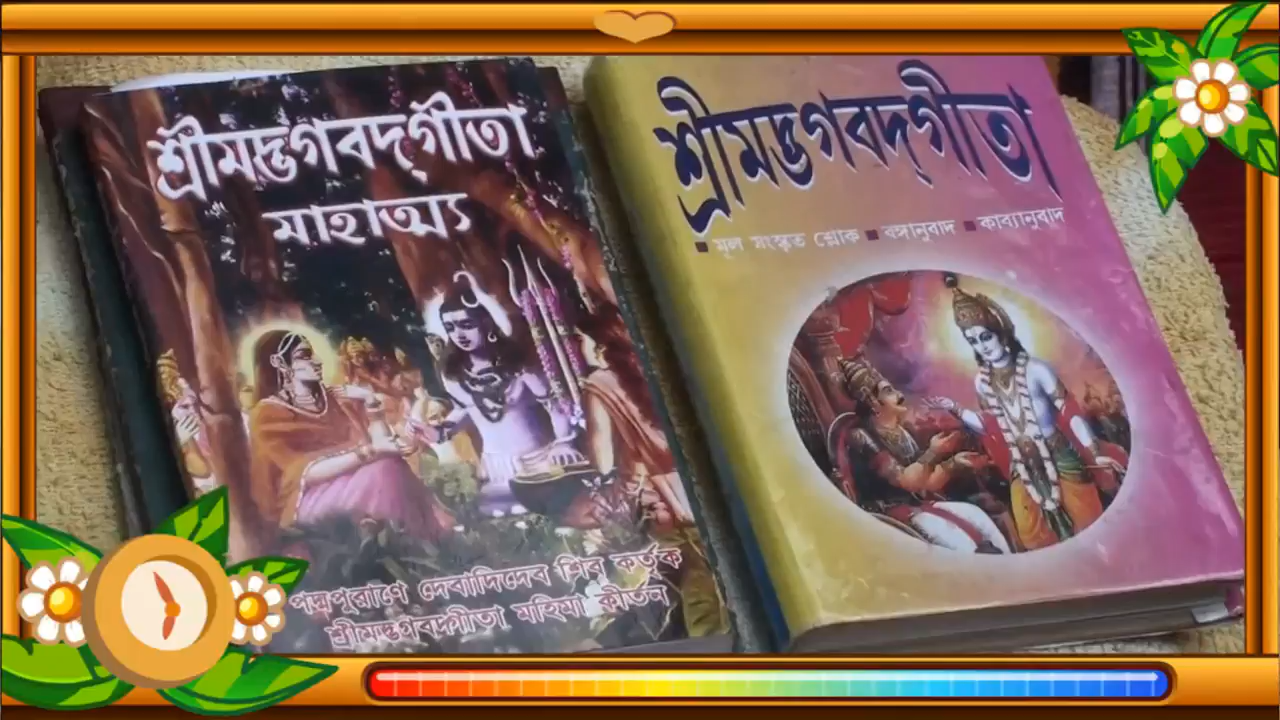 শ্রীমদ্ভগবদ্‌গীতা
মাহাত্ম্য
পদ্মপুরাণে দেবাদিদেব শিব কর্তৃক
শ্রীমদ্ভগবদ্গীতা মহিমা কীর্তন
শ্রীমদ্ভগবদ্‌গীতা
▪ মূল সংস্কৃত শ্লোক ▪ বঙ্গানুবাদ ▪ কাব্যানুবাদ